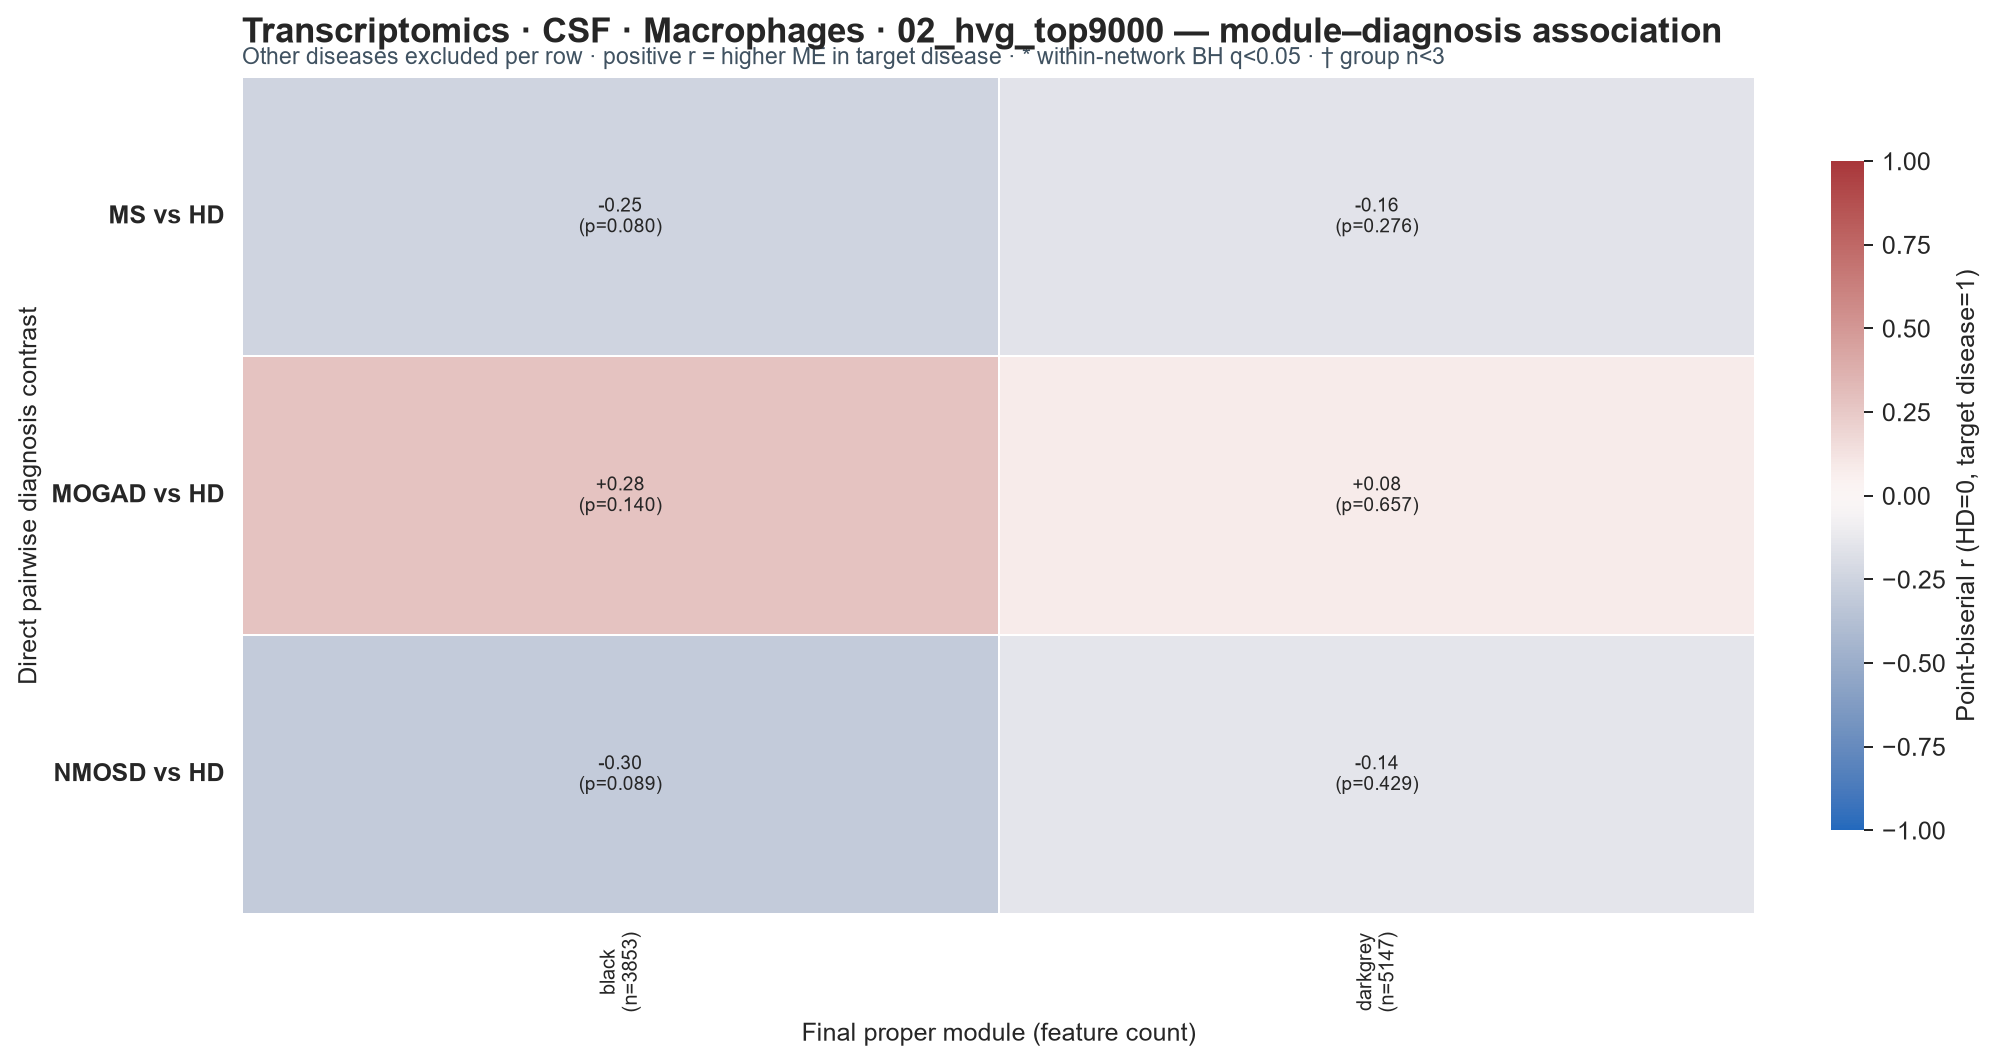 Transcriptomics · CSF · Macrophages · 02_hvg_top9000 — module–diagnosis association
Other diseases excluded per row · positive r = higher ME in target disease · * within-network BH q<0.05 · † group n<3
Direct pairwise diagnosis contrast
MS vs HD
-0.25
(p=0.080)
-0.16
(p=0.276)
MOGAD vs HD
+0.28
(p=0.140)
+0.08
(p=0.657)
NMOSD vs HD
-0.30
(p=0.089)
-0.14
(p=0.429)
black
(n=3853)
darkgrey
(n=5147)
Final proper module (feature count)
1.00
0.75
0.50
0.25
0.00
−0.25
−0.50
−0.75
−1.00
Point-biserial r (HD=0, target disease=1)